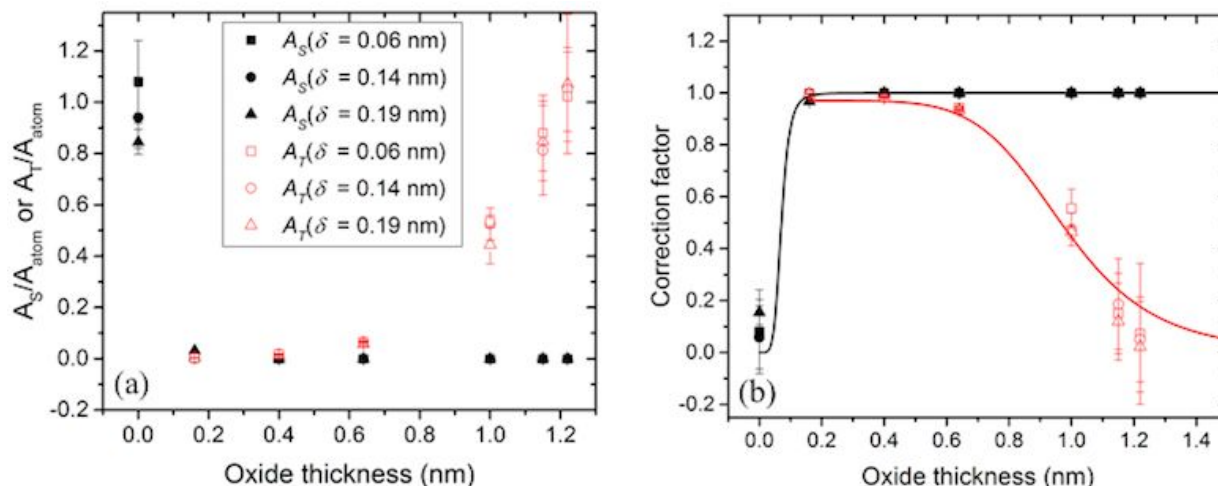 A_S/A_atom or A_T/A_atom
1.2
1.0
0.8
0.6
0.4
0.2
0.0
-0.2
A_S(δ = 0.06 nm)
A_S(δ = 0.14 nm)
A_S(δ = 0.19 nm)
A_T(δ = 0.06 nm)
A_T(δ = 0.14 nm)
A_T(δ = 0.19 nm)
(a)
0.0 0.2 0.4 0.6 0.8 1.0 1.2
Oxide thickness (nm)
Correction factor
1.2
1.0
0.8
0.6
0.4
0.2
0.0
-0.2
(b)
0.0 0.2 0.4 0.6 0.8 1.0 1.2 1.4
Oxide thickness (nm)